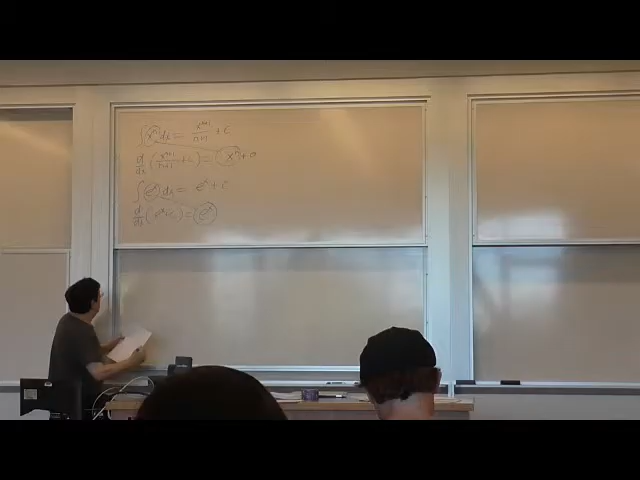 ∫ xⁿ dx = xⁿ⁺¹/n+1 + c
d/dx (xⁿ⁺¹/n+1 + c) = xⁿ + 0
∫ eˣ dx = eˣ + c
d/dx (eˣ + c) = eˣ